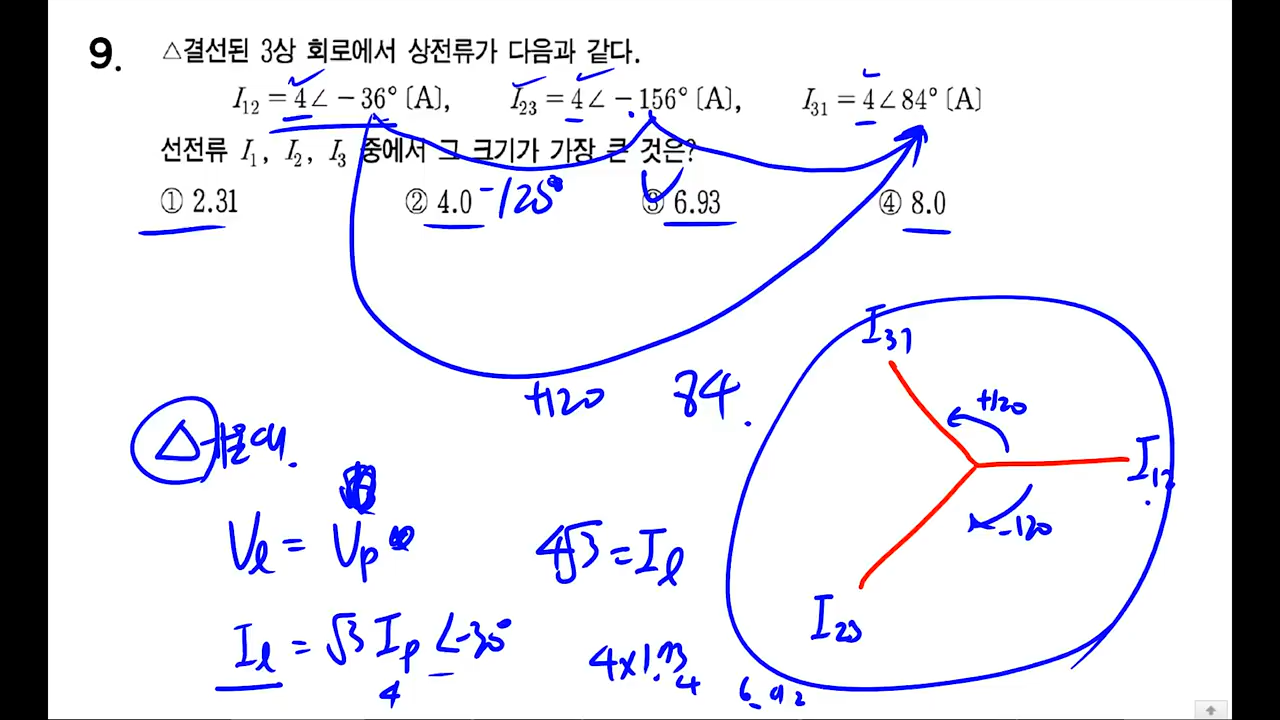 9. △결선된 3상 회로에서 상전류가 다음과 같다.
I₁₂ = 4∠-36° [A], I₂₃ = 4∠-156° [A], I₃₁ = 4∠84° [A]
선전류 I₁, I₂, I₃ 중에서 그 크기가 가장 큰 것은?
① 2.31 ② 4.0 ③ 6.93 ④ 8.0
-120°
+120 84.
I₃₁
+120
△결선.
I₁₂
-120
Vl = Vp
4√3 = Il
I₂₃
Il = √3 Ip ∠-30°
4
4×1.73
6.92